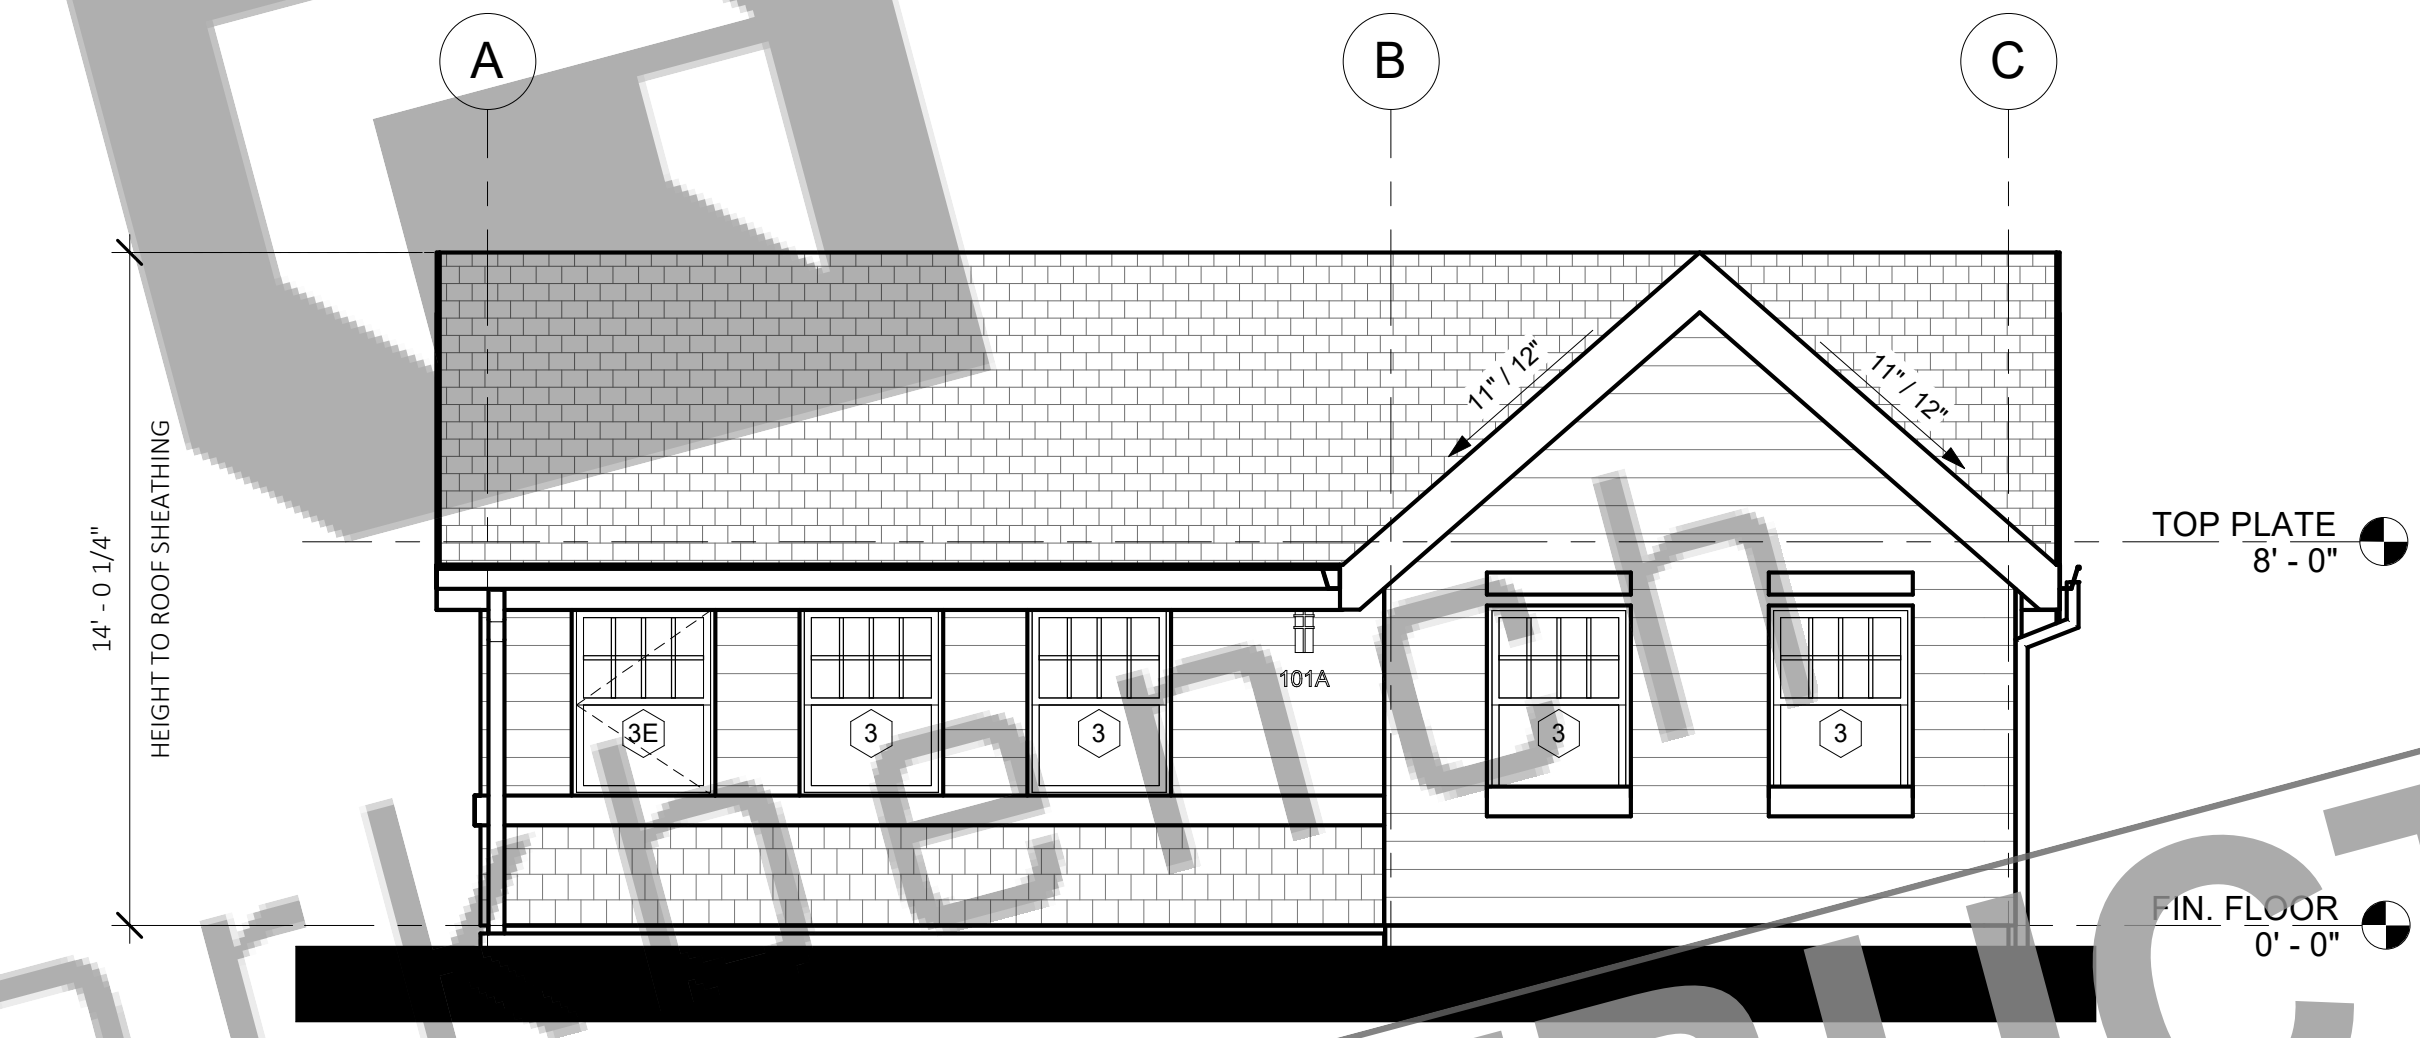 A
B
C
11" / 12"
11" / 12"
14' - 0 1/4"
HEIGHT TO ROOF SHEATHING
TOP PLATE
8' - 0"
101A
3E
3
3
3
3
FIN. FLOOR
0' - 0"